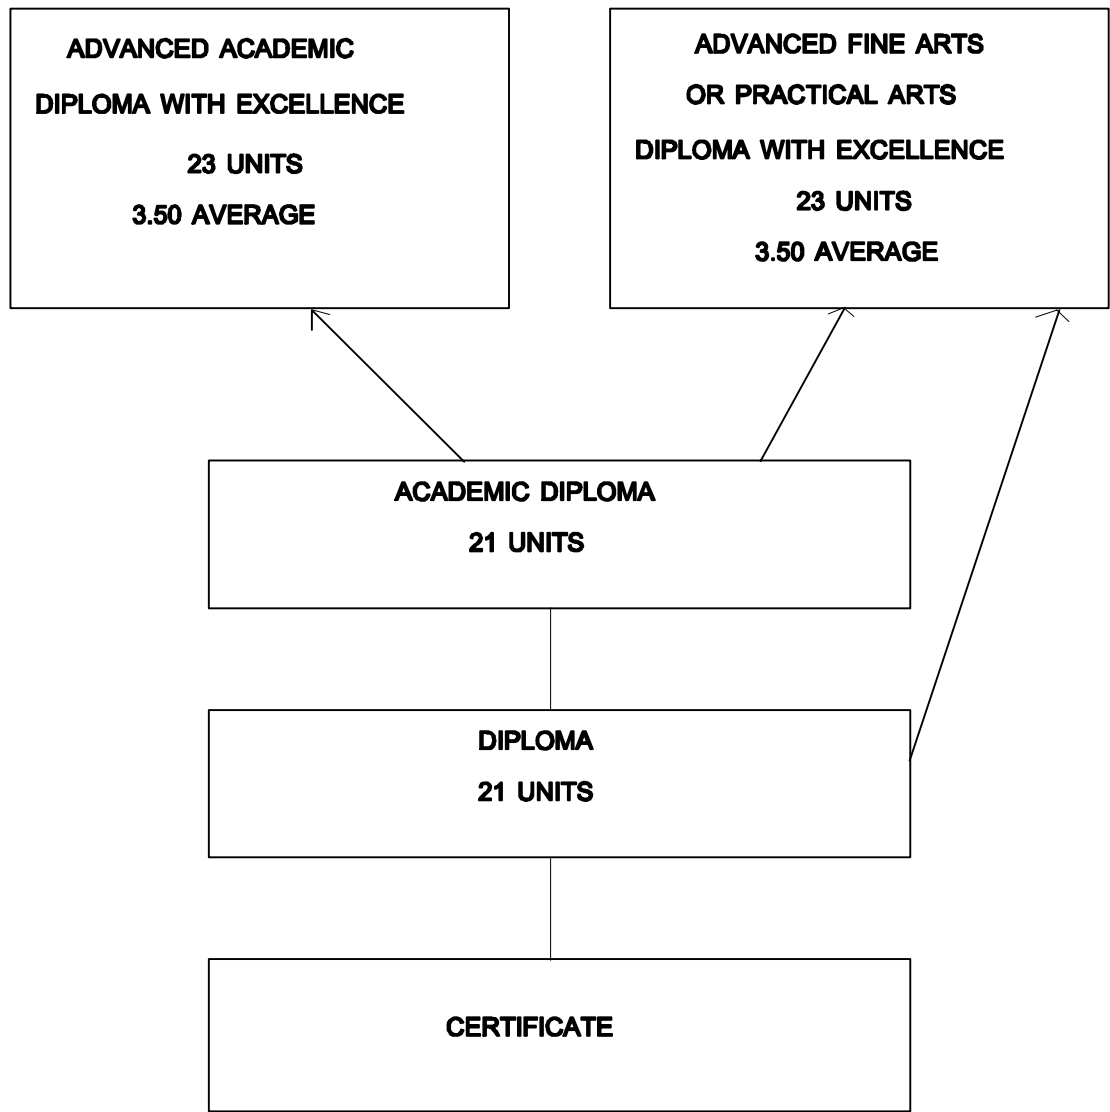 ADVANCED ACADEMIC
DIPLOMA WITH EXCELLENCE
23 UNITS
3.50 AVERAGE
ADVANCED FINE ARTS
OR PRACTICAL ARTS
DIPLOMA WITH EXCELLENCE
23 UNITS
3.50 AVERAGE
ACADEMIC DIPLOMA
21 UNITS
DIPLOMA
21 UNITS
CERTIFICATE